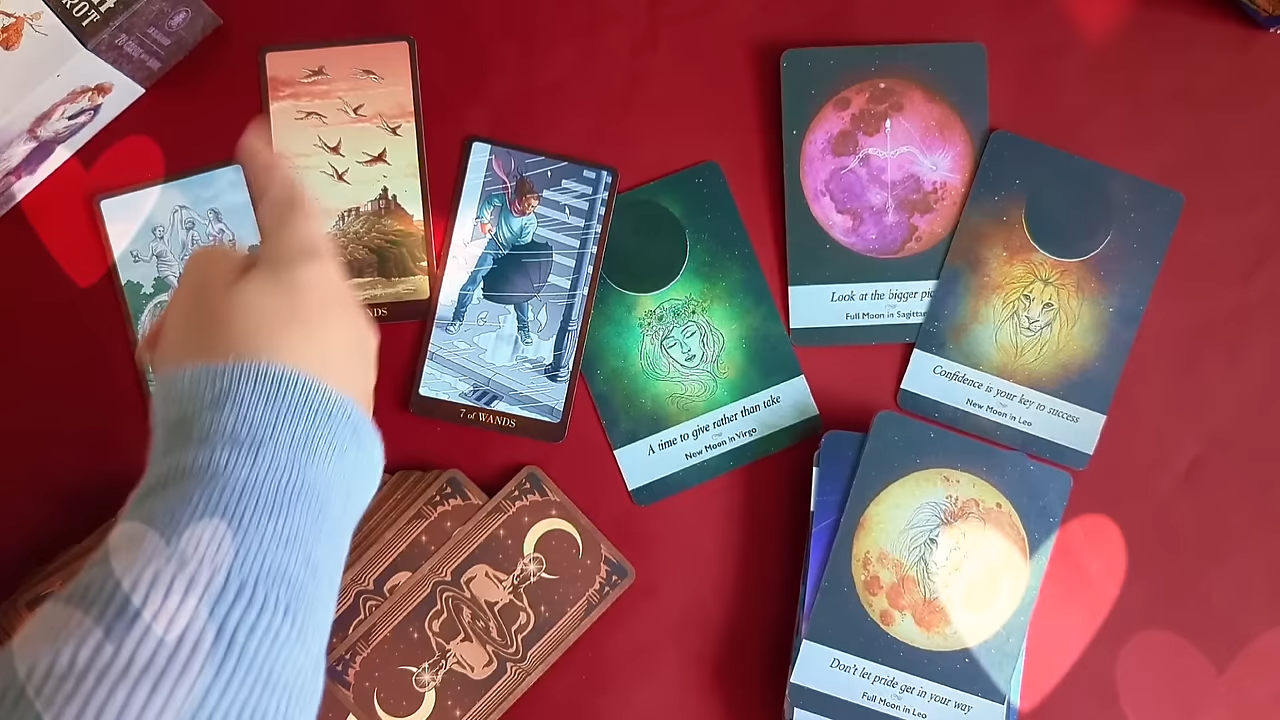 ROT
NDS
7 of WANDS
A time to give rather than take
New Moon in Virgo
Look at the bigger pic
Full Moon in Sagittar
Confidence is your key to success
New Moon in Leo
Don't let pride get in your way
Full Moon in Leo